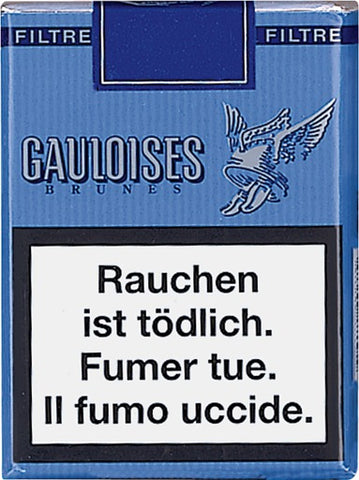 FILTRE FILTRE
GAULOISES
BRUNES
Rauchen
ist tödlich.
Fumer tue.
Il fumo uccide.